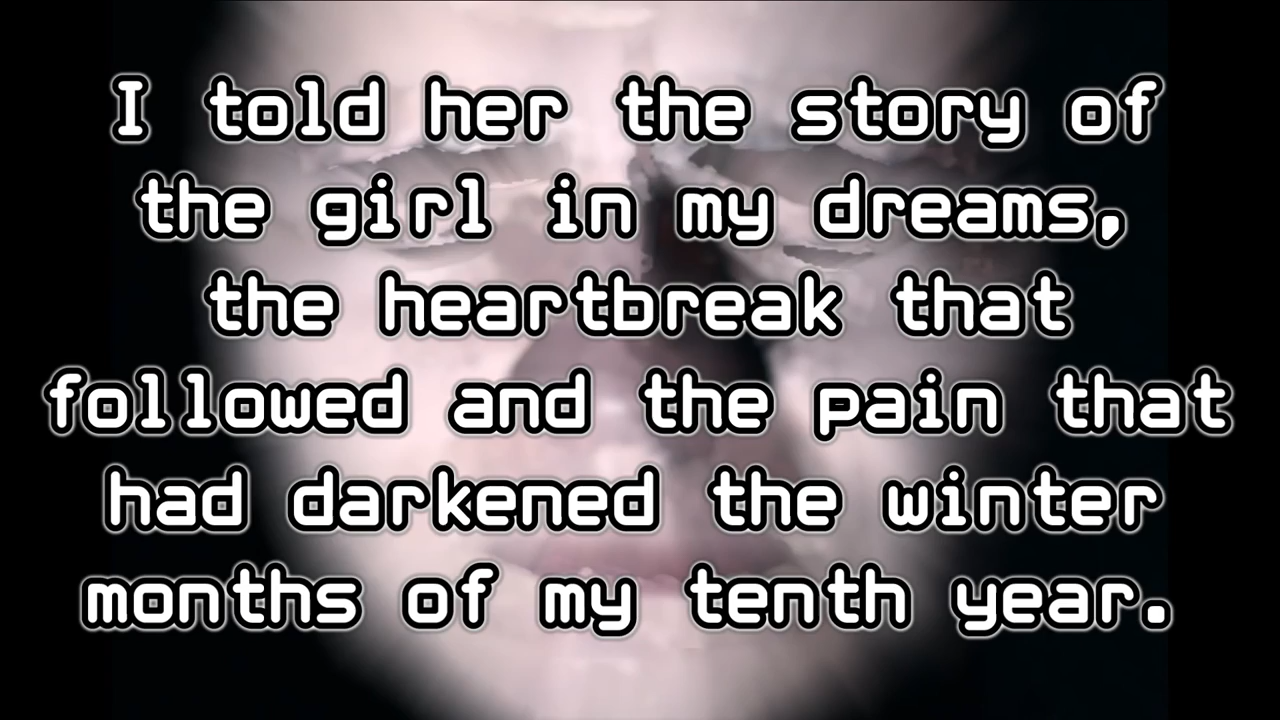 I told her the story of
the girl in my dreams,
the heartbreak that
followed and the pain that
had darkened the winter
months of my tenth year.